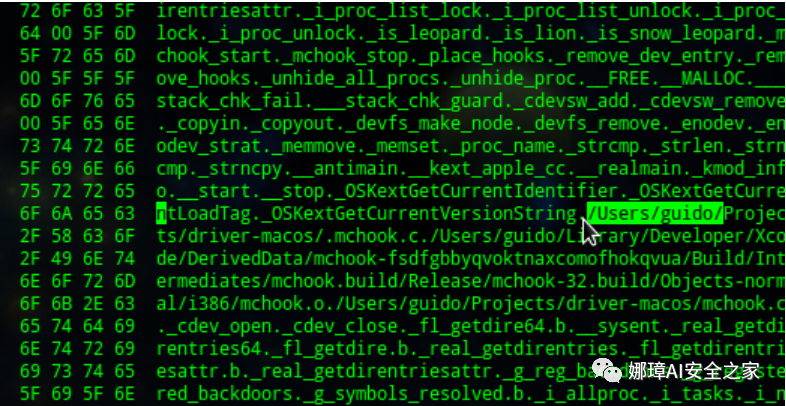 72 6F 63 5F irentriesattr._i_proc_list_lock._i_proc_list_unlock._i_proc_
64 00 5F 6D lock._i_proc_unlock._is_leopard._is_lion._is_snow_leopard._m
5F 72 65 6D chook_start._mchook_stop._place_hooks._remove_dev_entry._rem
00 5F 5F 5F ove_hooks._unhide_all_procs._unhide_proc.__FREE.__MALLOC.___
6D 6F 76 65 stack_chk_fail.___stack_chk_guard._cdevsw_add._cdevsw_remove
00 5F 65 6E ._copyin._copyout._devfs_make_node._devfs_remove._enodev._en
73 74 72 6E odev_strat._memmove._memset._proc_name._strcmp._strlen._strn
5F 69 6E 66 cmp._strncpy.__antimain.__kext_apple_cc.__realmain._kmod_inf
75 72 72 65 o.__start.__stop._OSKextGetCurrentIdentifier._OSKextGetCurre
6F 6A 65 63 ntLoadTag._OSKextGetCurrentVersionString./Users/guido/Projec
2F 58 63 6F ts/driver-macos/.mchook.c./Users/guido/Library/Developer/Xco
2F 49 6E 74 de/DerivedData/mchook-fsdfgbbyqvoktnaxcomofhokqvua/Build/Int
6E 6F 72 6D ermediates/mchook.build/Release/mchook-32.build/Objects-norm
6F 6B 2E 63 al/i386/mchook.o./Users/guido/Projects/driver-macos/mchook.c
65 74 64 69 ._cdev_open._cdev_close._fl_getdire64.b.__sysent._real_getdi
6E 74 72 69 rentries64._fl_getdire.b._real_getdirentries._fl_getdirentri
69 73 74 65 esattr.b._real_getdirentriesattr._g_reg_
5F 69 5F 6E red_backdoors._g_symbols_resolved.b._i_allproc._i_tasks._i_n
娜璋AI安全之家